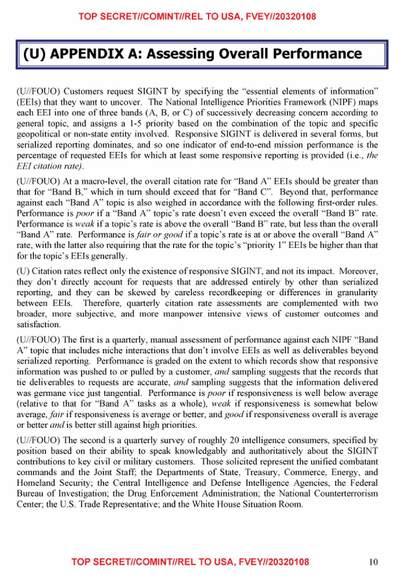 TOP SECRET//COMINT//REL TO USA, FVEY//20320108
(U) APPENDIX A: Assessing Overall Performance
(U//FOUO) Customers request SIGINT by specifying the “essential elements of information”
(EEIs) that they want to uncover. The National Intelligence Priorities Framework (NIPF) maps
each EEI into one of three bands (A, B, or C) of successively decreasing concern according to
general topic, and assigns a 1-5 priority based on the combination of the topic and specific
geopolitical or non-state entity involved. Responsive SIGINT is delivered in several forms, but
serialized reporting dominates, and so one indicator of end-to-end mission performance is the
percentage of requested EEIs for which at least some responsive reporting is provided (i.e., the
EEI citation rate).
(U//FOUO) At a macro-level, the overall citation rate for “Band A” EEIs should be greater than
that for “Band B,” which in turn should exceed that for “Band C”. Beyond that, performance
against each “Band A” topic is also weighed in accordance with the following first-order rules.
Performance is poor if a “Band A” topic's rate doesn't even exceed the overall “Band B” rate.
Performance is weak if a topic's rate is above the overall “Band B” rate, but less than the overall
“Band A” rate. Performance is fair or good if a topic's rate is at or above the overall “Band A”
rate, with the latter also requiring that the rate for the topic's “priority 1” EEIs be higher than that
for the topic's EEIs generally.
(U) Citation rates reflect only the existence of responsive SIGINT, and not its impact. Moreover,
they don't directly account for requests that are addressed entirely by other than serialized
reporting, and they can be skewed by careless recordkeeping or differences in granularity
between EEIs. Therefore, quarterly citation rate assessments are complemented with two
broader, more subjective, and more manpower intensive views of customer outcomes and
satisfaction.
(U//FOUO) The first is a quarterly, manual assessment of performance against each NIPF “Band
A” topic that includes niche interactions that don't involve EEIs as well as deliverables beyond
serialized reporting. Performance is graded on the extent to which records show that responsive
information was pushed to or pulled by a customer, and sampling suggests that the records that
tie deliverables to requests are accurate, and sampling suggests that the information delivered
was germane vice just tangential. Performance is poor if responsiveness is well below average
(relative to that for “Band A” tasks as a whole), weak if responsiveness is somewhat below
average, fair if responsiveness is average or better, and good if responsiveness overall is average
or better and is better still against high priorities.
(U//FOUO) The second is a quarterly survey of roughly 20 intelligence consumers, specified by
position based on their ability to speak knowledgably and authoritatively about the SIGINT
contributions to key civil or military customers. Those solicited represent the unified combatant
commands and the Joint Staff; the Departments of State, Treasury, Commerce, Energy, and
Homeland Security; the Central Intelligence and Defense Intelligence Agencies, the Federal
Bureau of Investigation; the Drug Enforcement Administration; the National Counterterrorism
Center; the U.S. Trade Representative; and the White House Situation Room.
TOP SECRET//COMINT//REL TO USA, FVEY//20320108
10